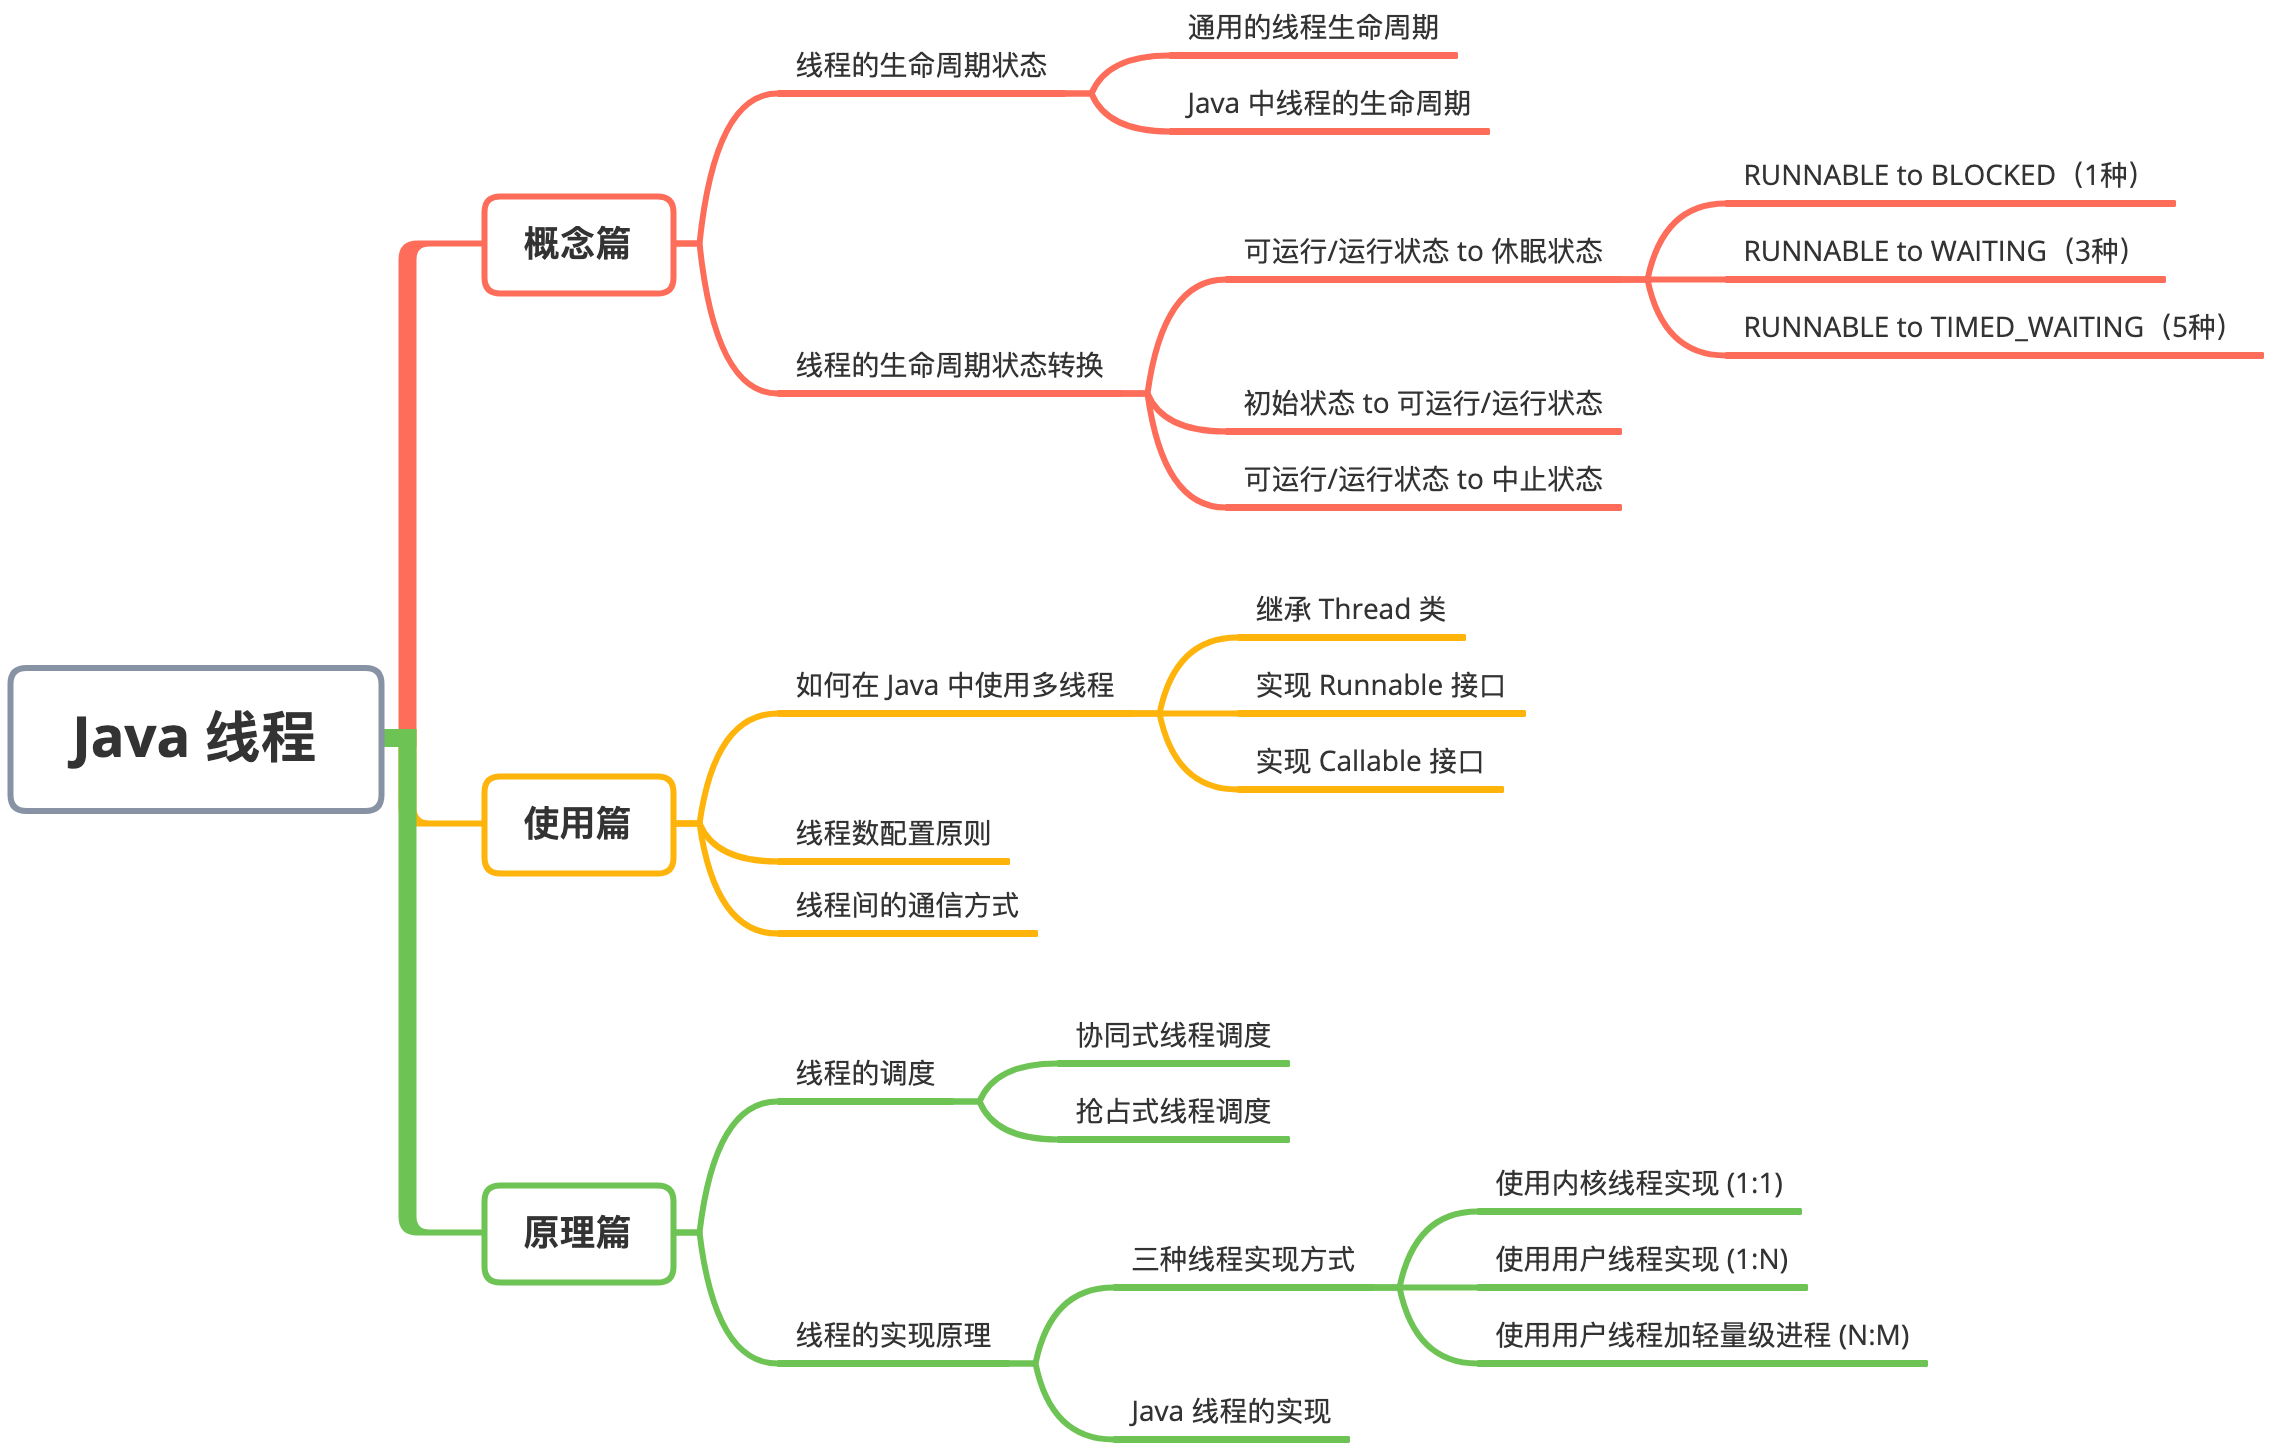 Java 线程
概念篇
线程的生命周期状态
通用的线程生命周期
Java 中线程的生命周期
线程的生命周期状态转换
可运行/运行状态 to 休眠状态
RUNNABLE to BLOCKED（1种）
RUNNABLE to WAITING（3种）
RUNNABLE to TIMED_WAITING（5种）
初始状态 to 可运行/运行状态
可运行/运行状态 to 中止状态
使用篇
如何在 Java 中使用多线程
继承 Thread 类
实现 Runnable 接口
实现 Callable 接口
线程数配置原则
线程间的通信方式
原理篇
线程的调度
协同式线程调度
抢占式线程调度
线程的实现原理
三种线程实现方式
使用内核线程实现 (1:1)
使用用户线程实现 (1:N)
使用用户线程加轻量级进程 (N:M)
Java 线程的实现